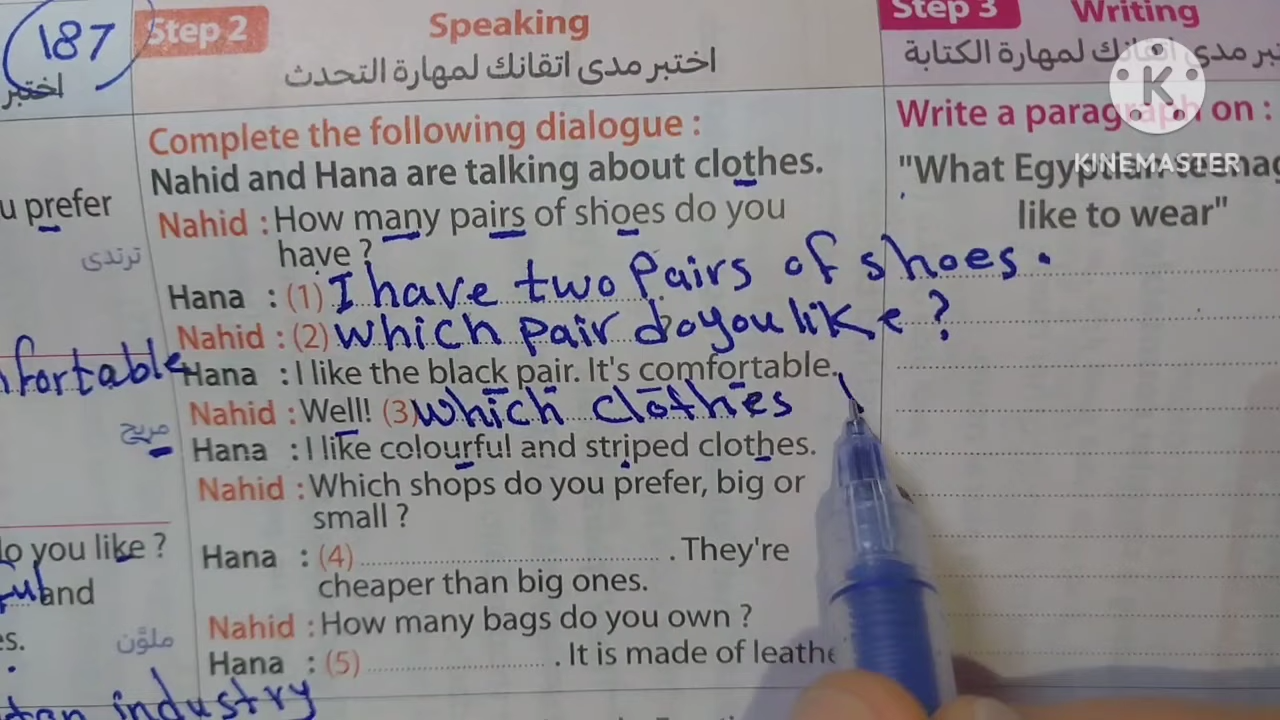 187
Step 2
Speaking
Step 3
Writing
اختبر
اختبر مدى اتقانك لمهارة التحدث
بر مدى اتقانك لمهارة الكتابة
K
KINEMASTER
Complete the following dialogue :
Nahid and Hana are talking about clothes.
Nahid : How many pairs of shoes do you
have ?
Hana : (1) I have two pairs of shoes.
Nahid : (2) which pair do you like ?
Hana : I like the black pair. It's comfortable.
Nahid : Well! (3) which clothes
Hana : I like colourful and striped clothes.
Nahid : Which shops do you prefer, big or
small ?
Hana : (4) . They're
cheaper than big ones.
Nahid : How many bags do you own ?
Hana : (5) . It is made of leathe
Write a paragraph on :
"What Egyptian teenag
like to wear"
u prefer
ترتدى
nfortable
مريح
do you like ?
ful and
es.
ملوّن
industry